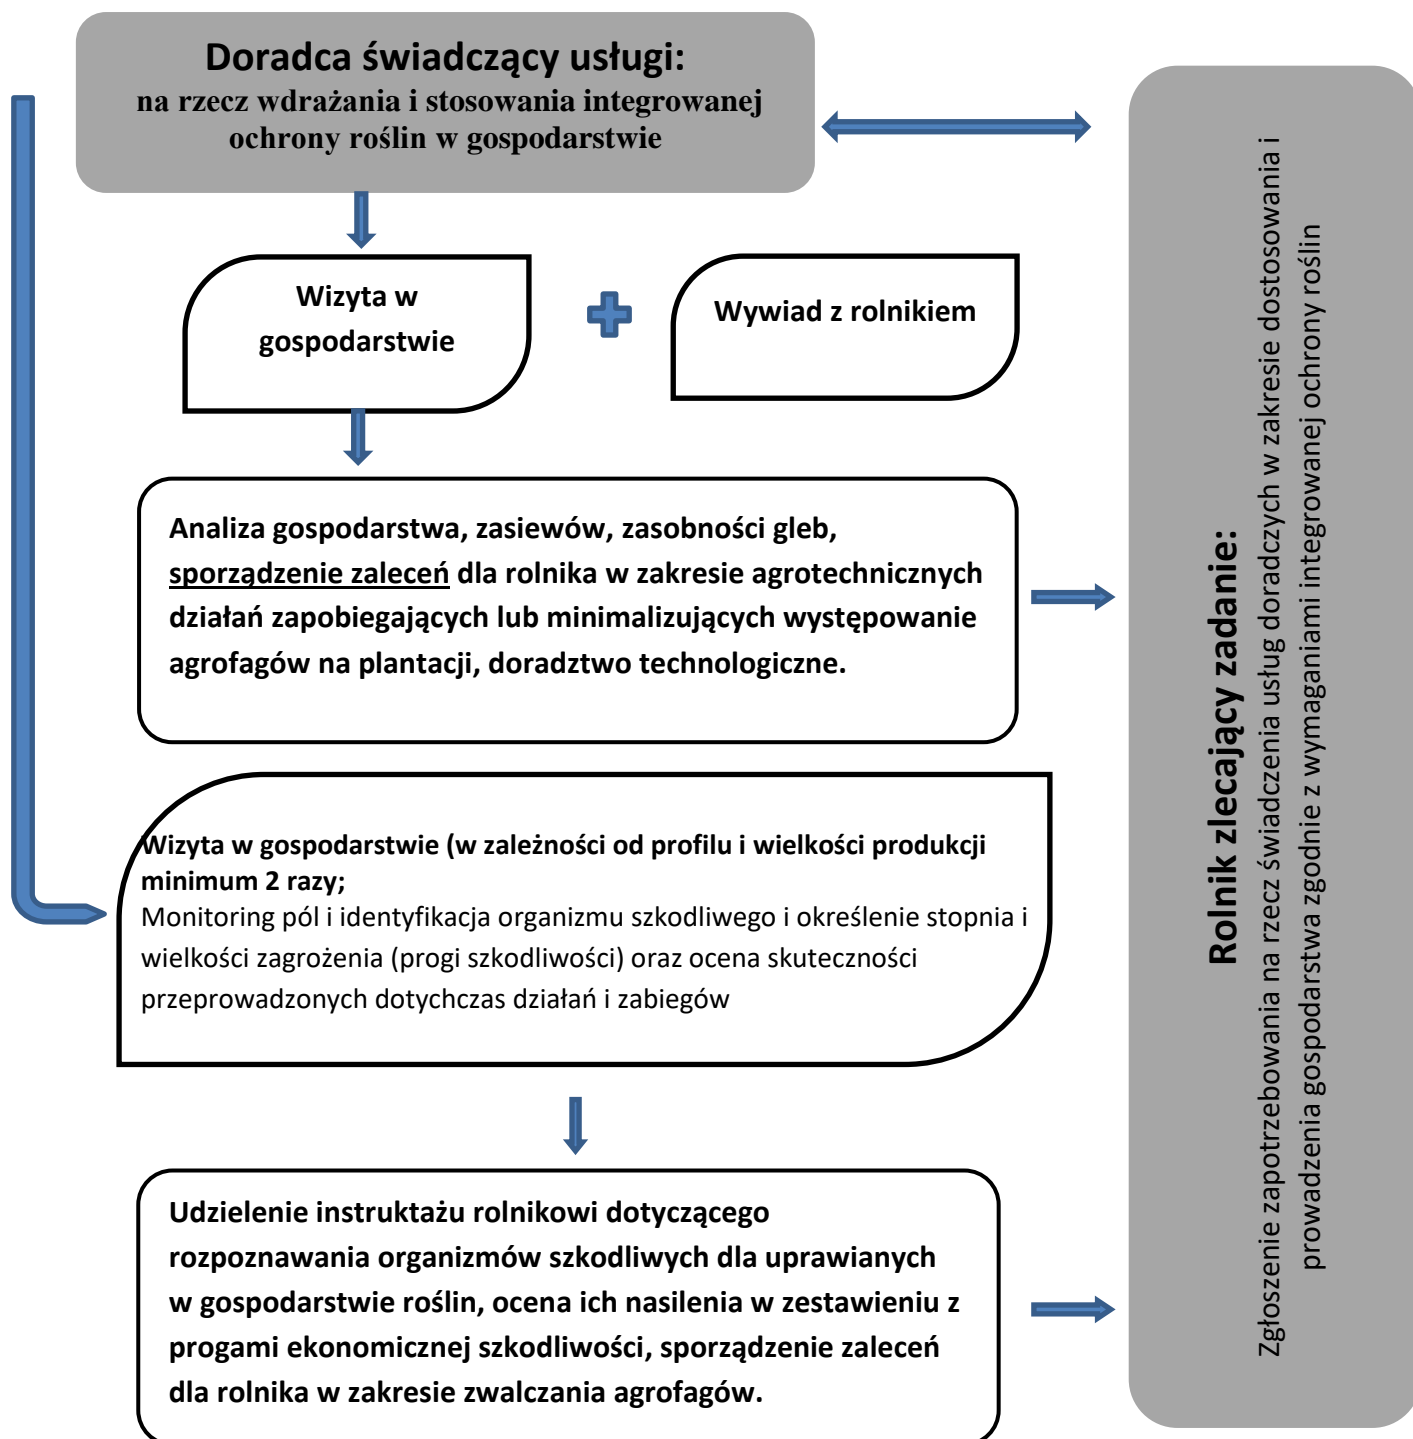 Doradca świadczący usługi:
na rzecz wdrażania i stosowania integrowanej
ochrony roślin w gospodarstwie
Wizyta w
gospodarstwie
Wywiad z rolnikiem
Analiza gospodarstwa, zasiewów, zasobności gleb,
sporządzenie zaleceń dla rolnika w zakresie agrotechnicznych
działań zapobiegających lub minimalizujących występowanie
agrofagów na plantacji, doradztwo technologiczne.
Wizyta w gospodarstwie (w zależności od profilu i wielkości produkcji
minimum 2 razy;
Monitoring pól i identyfikacja organizmu szkodliwego i określenie stopnia i
wielkości zagrożenia (progi szkodliwości) oraz ocena skuteczności
przeprowadzonych dotychczas działań i zabiegów
Udzielenie instruktażu rolnikowi dotyczącego
rozpoznawania organizmów szkodliwych dla uprawianych
w gospodarstwie roślin, ocena ich nasilenia w zestawieniu z
progami ekonomicznej szkodliwości, sporządzenie zaleceń
dla rolnika w zakresie zwalczania agrofagów.
Rolnik zlecający zadanie:
Zgłoszenie zapotrzebowania na rzecz świadczenia usług doradczych w zakresie dostosowania i
prowadzenia gospodarstwa zgodnie z wymaganiami integrowanej ochrony roślin